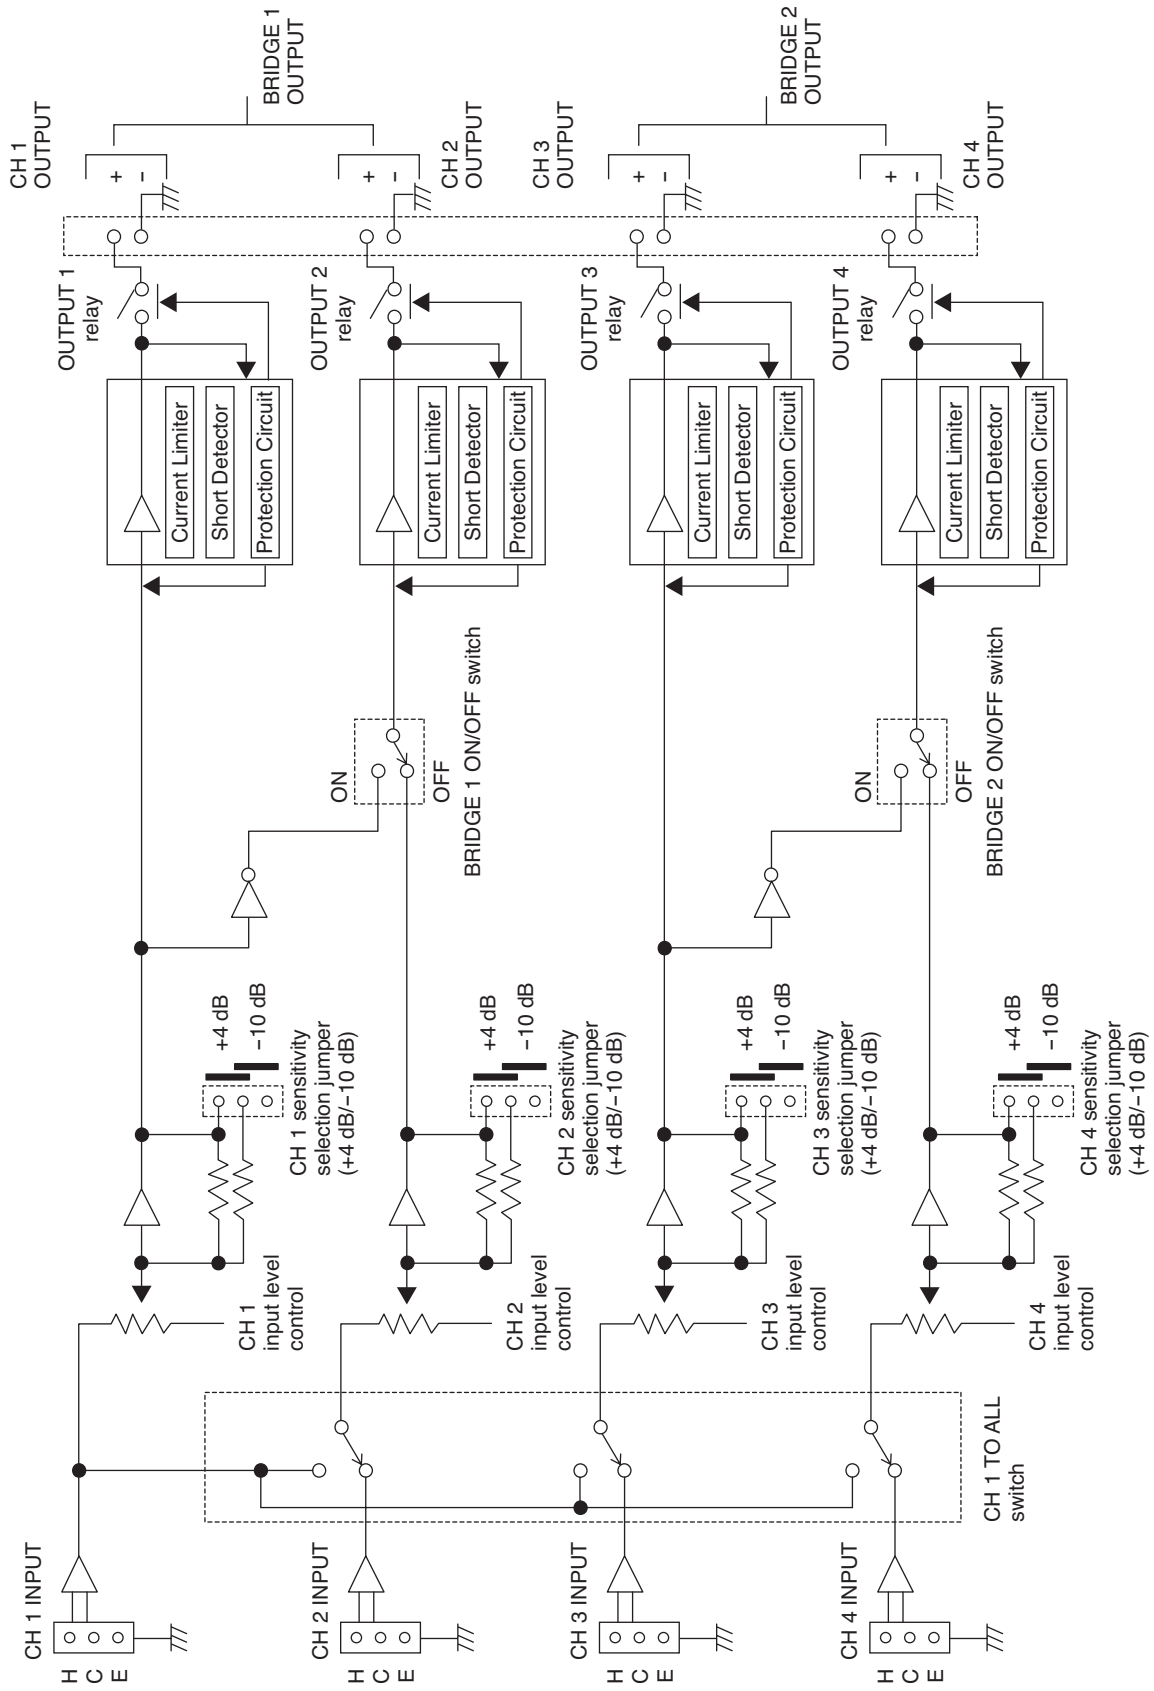 CH 1
OUTPUT
BRIDGE 1
OUTPUT
CH 2
OUTPUT
CH 3
OUTPUT
BRIDGE 2
OUTPUT
CH 4
OUTPUT
+
−
+
−
+
−
+
−
OUTPUT 1
relay
OUTPUT 2
relay
OUTPUT 3
relay
OUTPUT 4
relay
Current Limiter
Short Detector
Protection Circuit
Current Limiter
Short Detector
Protection Circuit
Current Limiter
Short Detector
Protection Circuit
Current Limiter
Short Detector
Protection Circuit
ON
OFF
BRIDGE 1 ON/OFF switch
ON
OFF
BRIDGE 2 ON/OFF switch
+4 dB
−10 dB
CH 1 sensitivity
selection jumper
(+4 dB/−10 dB)
+4 dB
−10 dB
CH 2 sensitivity
selection jumper
(+4 dB/−10 dB)
+4 dB
−10 dB
CH 3 sensitivity
selection jumper
(+4 dB/−10 dB)
+4 dB
−10 dB
CH 4 sensitivity
selection jumper
(+4 dB/−10 dB)
CH 1
input level
control
CH 2
input level
control
CH 3
input level
control
CH 4
input level
control
CH 1 TO ALL
switch
CH 1 INPUT
H
C
E
CH 2 INPUT
H
C
E
CH 3 INPUT
H
C
E
CH 4 INPUT
H
C
E